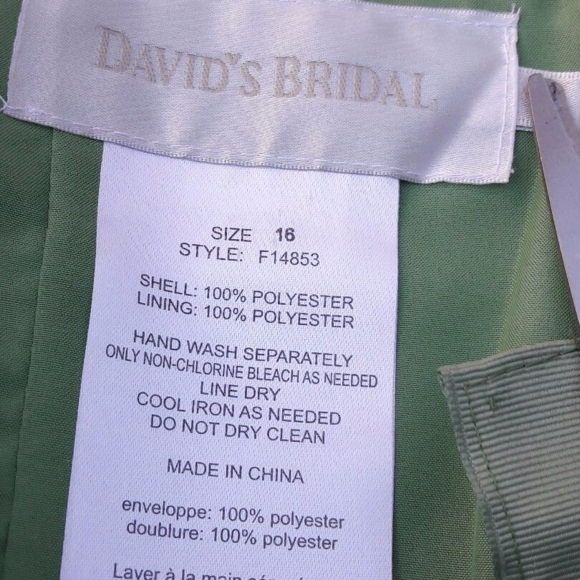 DAVID'S BRIDAL
SIZE 16
STYLE: F14853
SHELL: 100% POLYESTER
LINING: 100% POLYESTER
HAND WASH SEPARATELY
ONLY NON-CHLORINE BLEACH AS NEEDED
LINE DRY
COOL IRON AS NEEDED
DO NOT DRY CLEAN
MADE IN CHINA
enveloppe: 100% polyester
doublure: 100% polyester
Laver à la main